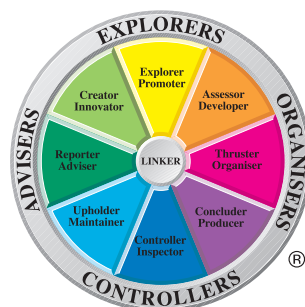 EXPLORERS
Explorer
Promoter
Creator
Innovator
Assessor
Developer
ADVISERS
ORGANISERS
Reporter
Adviser
LINKER
Thruster
Organiser
Upholder
Maintainer
Concluder
Producer
Controller
Inspector
CONTROLLERS
®